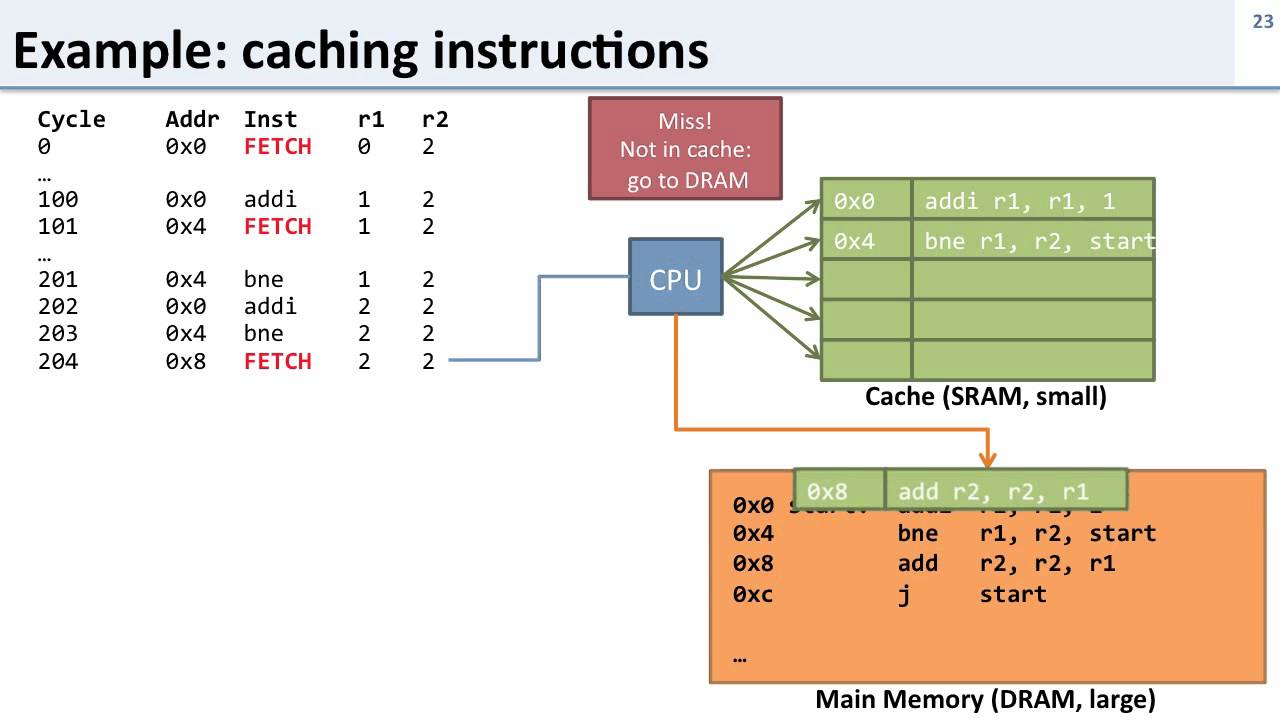 23
Example: caching instructions
Cycle Addr Inst r1 r2
0 0x0 FETCH 0 2
…
100 0x0 addi 1 2
101 0x4 FETCH 1 2
…
201 0x4 bne 1 2
202 0x0 addi 2 2
203 0x4 bne 2 2
204 0x8 FETCH 2 2
Miss!
Not in cache:
go to DRAM
CPU
0x0 addi r1, r1, 1
0x4 bne r1, r2, start
Cache (SRAM, small)
0x8 add r2, r2, r1
0x0
0x4 bne r1, r2, start
0x8 add r2, r2, r1
0xc j start
…
Main Memory (DRAM, large)